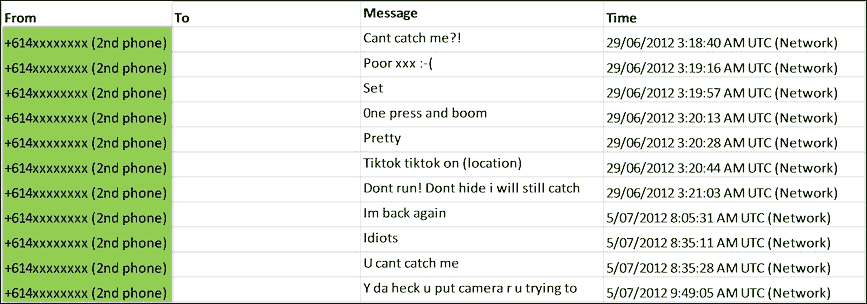 From To Message Time
+614xxxxxxxx (2nd phone) Cant catch me?! 29/06/2012 3:18:40 AM UTC (Network)
+614xxxxxxxx (2nd phone) Poor xxx :-( 29/06/2012 3:19:16 AM UTC (Network)
+614xxxxxxxx (2nd phone) Set 29/06/2012 3:19:57 AM UTC (Network)
+614xxxxxxxx (2nd phone) 0ne press and boom 29/06/2012 3:20:13 AM UTC (Network)
+614xxxxxxxx (2nd phone) Pretty 29/06/2012 3:20:28 AM UTC (Network)
+614xxxxxxxx (2nd phone) Tiktok tiktok on (location) 29/06/2012 3:20:44 AM UTC (Network)
+614xxxxxxxx (2nd phone) Dont run! Dont hide i will still catch 29/06/2012 3:21:03 AM UTC (Network)
+614xxxxxxxx (2nd phone) Im back again 5/07/2012 8:05:31 AM UTC (Network)
+614xxxxxxxx (2nd phone) Idiots 5/07/2012 8:35:11 AM UTC (Network)
+614xxxxxxxx (2nd phone) U cant catch me 5/07/2012 8:35:28 AM UTC (Network)
+614xxxxxxxx (2nd phone) Y da heck u put camera r u trying to 5/07/2012 9:49:05 AM UTC (Network)